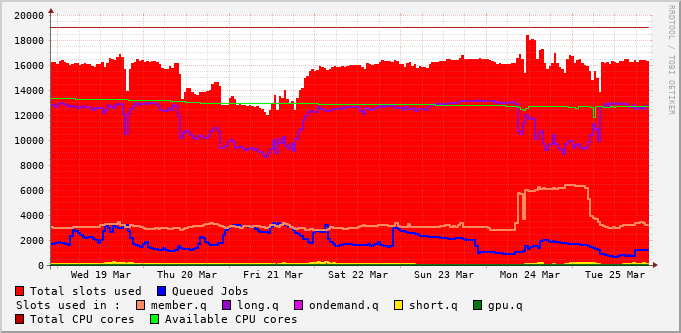 20000
18000
16000
14000
12000
10000
8000
6000
4000
2000
0
Wed 19 Mar Thu 20 Mar Fri 21 Mar Sat 22 Mar Sun 23 Mar Mon 24 Mar Tue 25 Mar
Total slots used Queued Jobs
Slots used in : member.q long.q ondemand.q short.q gpu.q
Total CPU cores Available CPU cores
RRDTOOL / TOBI OETIKER